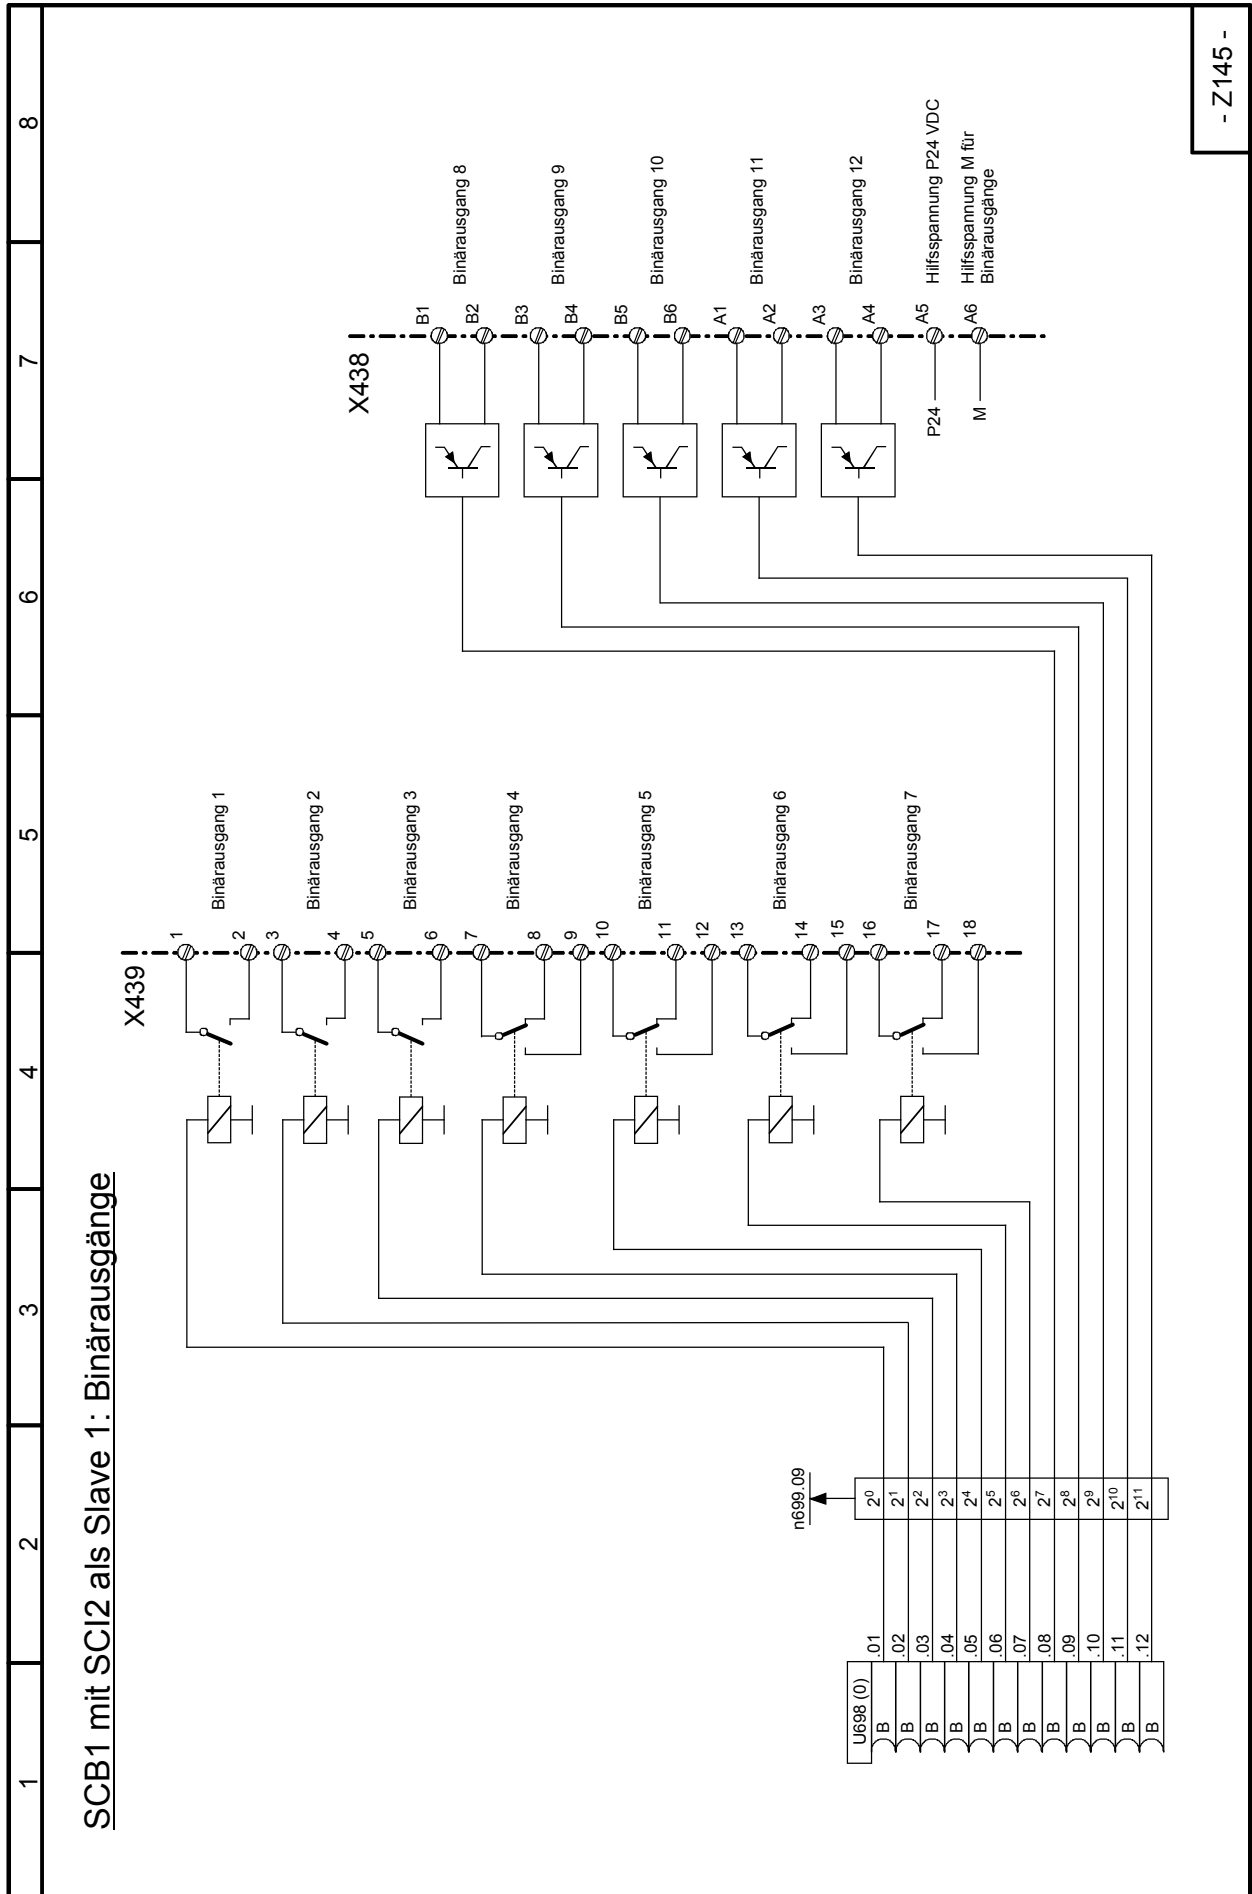 1 2 3 4 5 6 7 8
SCB1 mit SCI2 als Slave 1: Binärausgänge
X439
1
2
Binärausgang 1
3
4
Binärausgang 2
5
6
Binärausgang 3
7
8
9
Binärausgang 4
10
11
12
Binärausgang 5
13
14
15
Binärausgang 6
16
17
18
Binärausgang 7
X438
B1
B2
Binärausgang 8
B3
B4
Binärausgang 9
B5
B6
Binärausgang 10
A1
A2
Binärausgang 11
A3
A4
Binärausgang 12
P24
A5
Hilfsspannung P24 VDC
M
A6
Hilfsspannung M für
Binärausgänge
n699.09
U698 (0)
B .01 2⁰
B .02 2¹
B .03 2²
B .04 2³
B .05 2⁴
B .06 2⁵
B .07 2⁶
B .08 2⁷
B .09 2⁸
B .10 2⁹
B .11 2¹⁰
B .12 2¹¹
- Z145 -